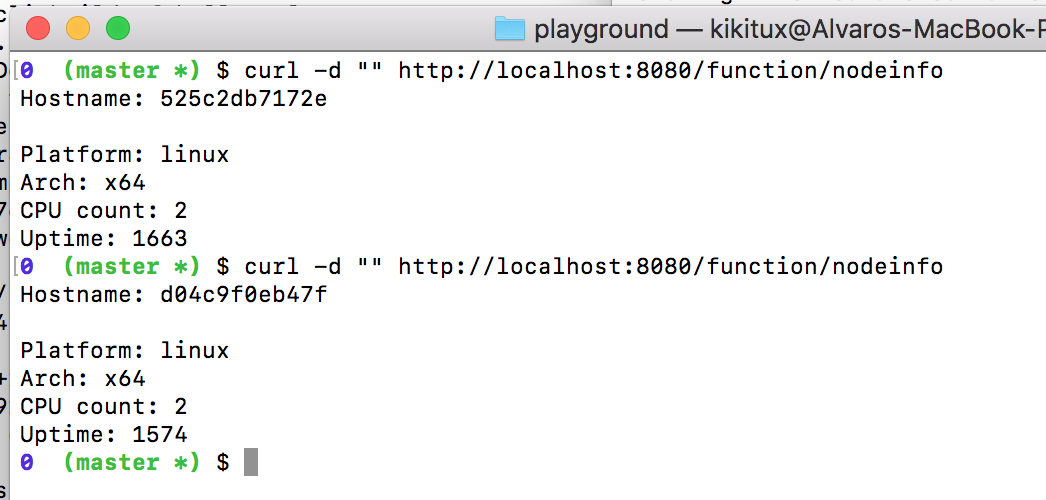 playground — kikitux@Alvaros-MacBook-P
0 (master *) $ curl -d "" http://localhost:8080/function/nodeinfo
Hostname: 525c2db7172e
Platform: linux
Arch: x64
CPU count: 2
Uptime: 1663
0 (master *) $ curl -d "" http://localhost:8080/function/nodeinfo
Hostname: d04c9f0eb47f
Platform: linux
Arch: x64
CPU count: 2
Uptime: 1574
0 (master *) $